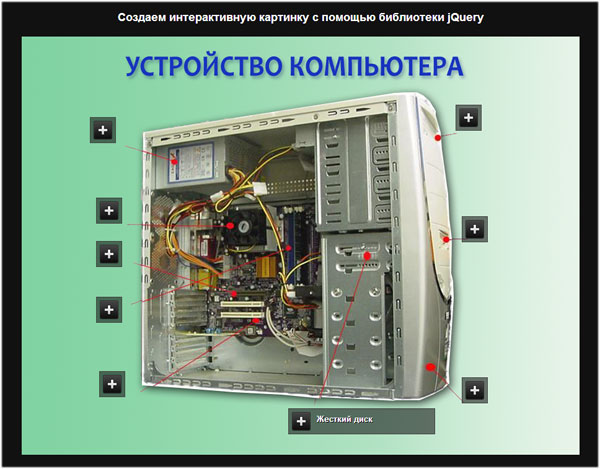 Создаем интерактивную картинку с помощью библиотеки jQuery
УСТРОЙСТВО КОМПЬЮТЕРА
Жесткий диск